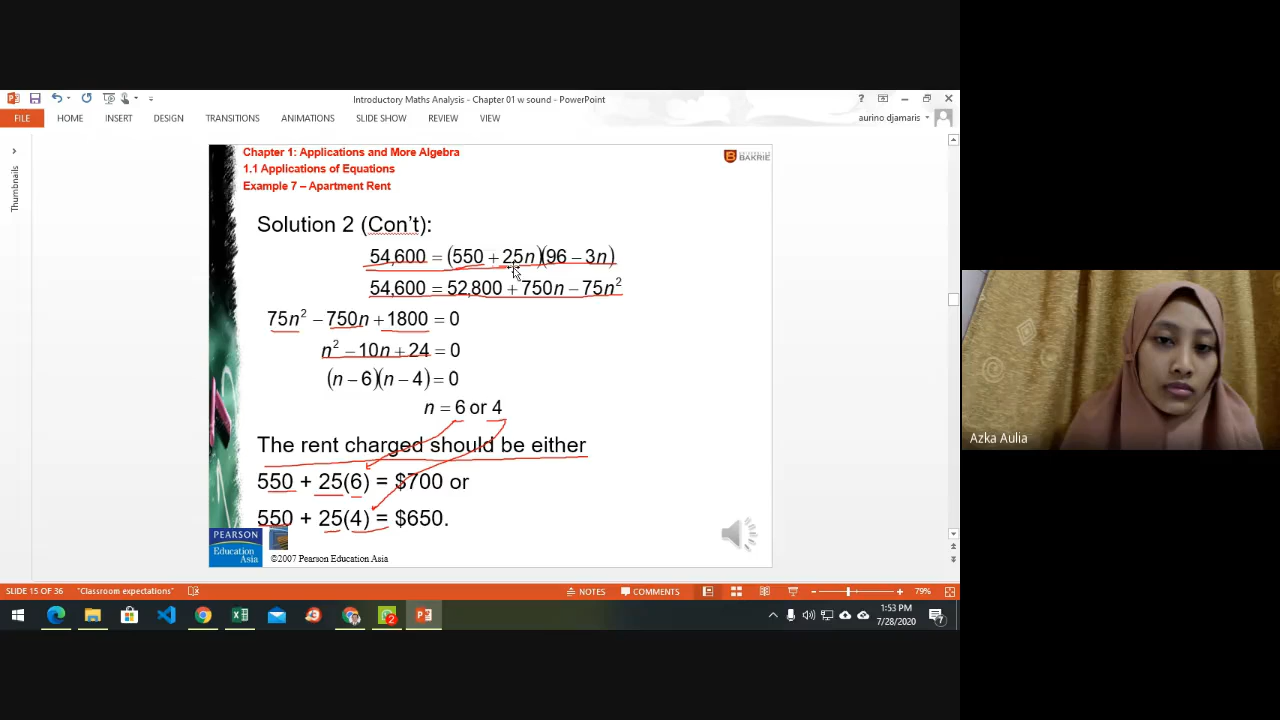 Introductory Maths Analysis - Chapter 01 w sound - PowerPoint
?
FILE HOME INSERT DESIGN TRANSITIONS ANIMATIONS SLIDE SHOW REVIEW VIEW
aurino djamaris
Thumbnails
Chapter 1: Applications and More Algebra
1.1 Applications of Equations
Example 7 – Apartment Rent
BAKRIE
Solution 2 (Con't):
54,600 = (550 + 25n)(96 – 3n)
54,600 = 52,800 + 750n – 75n²
75n² – 750n + 1800 = 0
n² – 10n + 24 = 0
(n – 6)(n – 4) = 0
n = 6 or 4
The rent charged should be either
550 + 25(6) = $700 or
550 + 25(4) = $650.
PEARSON
Education
Asia
©2007 Pearson Education Asia
Azka Aulia
SLIDE 15 OF 36 "Classroom expectations" NOTES COMMENTS 79%
1:53 PM
7/28/2020